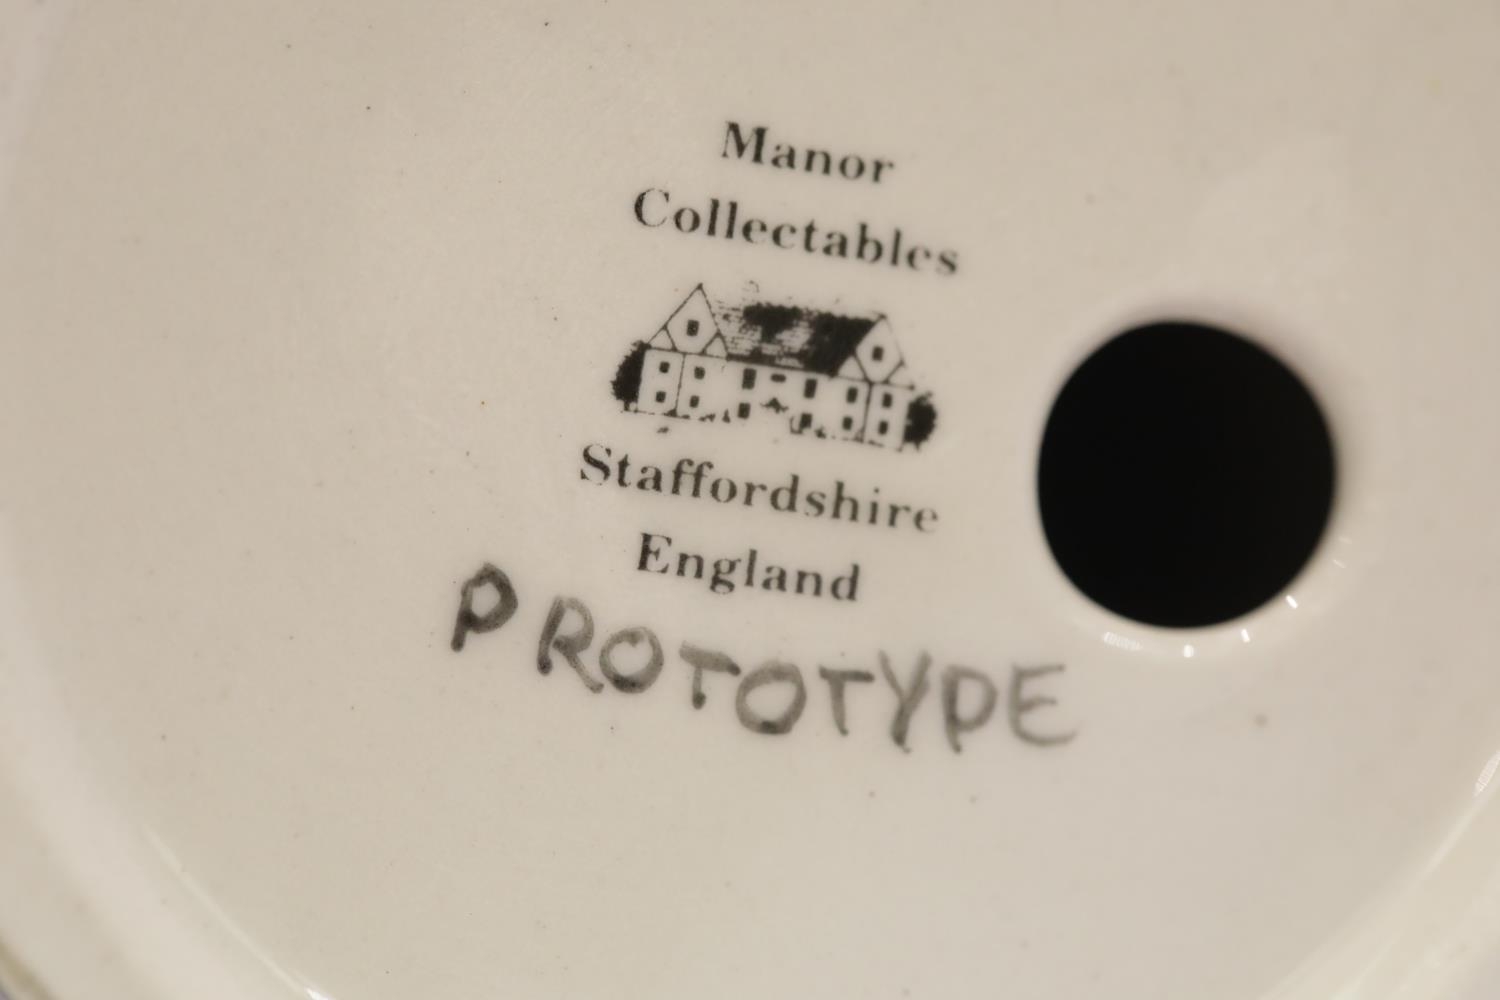 Manor
Collectables
Staffordshire
England
PROTOTYPE